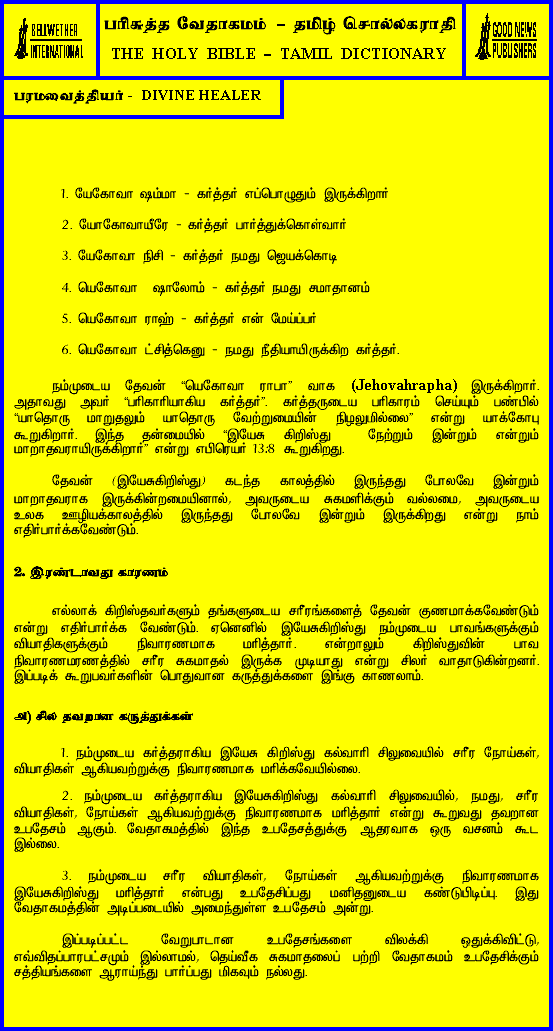 BELLWETHER
INTERNATIONAL
பரிசுத்த வேதாகமம் – தமிழ் சொல்லகராதி
THE HOLY BIBLE – TAMIL DICTIONARY
GOOD NEWS
PUBLISHERS
பரமவைத்தியர் - DIVINE HEALER
1. யேகோவா ஷம்மா - கர்த்தர் எப்பொழுதும் இருக்கிறார்
2. யோகோவாயீரே - கர்த்தர் பார்த்துக்கொள்வார்
3. யேகோவா நிசி - கர்த்தர் நமது ஜெயக்கொடி
4. யெகோவா ஷாலோம் - கர்த்தர் நமது சமாதானம்
5. யெகோவா ராஹ் - கர்த்தர் என் மேய்ப்பர்
6. யெகோவா ட்சித்கெனு - நமது நீதியாயிருக்கிற கர்த்தர்.
நம்முடைய தேவன் “யெகோவா ராபா” வாக (Jehovahrapha) இருக்கிறார்.
அதாவது அவர் “பரிகாரியாகிய கர்த்தர்”. கர்த்தருடைய பரிகாரம் செய்யும் பண்பில்
“யாதொரு மாறுதலும் யாதொரு வேற்றுமையின் நிழலுமில்லை” என்று யாக்கோபு
கூறுகிறார். இந்த தன்மையில் “இயேசு கிறிஸ்து நேற்றும் இன்றும் என்றும்
மாறாதவராயிருக்கிறார்” என்று எபிரெயர் 13:8 கூறுகிறது.
தேவன் (இயேசுகிறிஸ்து) கடந்த காலத்தில் இருந்தது போலவே இன்றும்
மாறாதவராக இருக்கின்றமையினால், அவருடைய சுகமளிக்கும் வல்லமை, அவருடைய
உலக ஊழியக்காலத்தில் இருந்தது போலவே இன்றும் இருக்கிறது என்று நாம்
எதிர்பார்க்கவேண்டும்.
2. இரண்டாவது காரணம்
எல்லாக் கிறிஸ்தவர்களும் தங்களுடைய சரீரங்களைத் தேவன் குணமாக்கவேண்டும்
என்று எதிர்பார்க்க வேண்டும். ஏனெனில் இயேசுகிறிஸ்து நம்முடைய பாவங்களுக்கும்
வியாதிகளுக்கும் நிவாரணமாக மரித்தார். என்றாலும் கிறிஸ்துவின் பாவ
நிவாரணமரணத்தில் சரீர சுகமாதல் இருக்க முடியாது என்று சிலர் வாதாடுகின்றனர்.
இப்படிக் கூறுபவர்களின் பொதுவான கருத்துக்களை இங்கு காணலாம்.
அ) சில தவறான கருத்துக்கள்
1. நம்முடைய கர்த்தராகிய இயேசு கிறிஸ்து கல்வாரி சிலுவையில் சரீர நோய்கள்,
வியாதிகள் ஆகியவற்றுக்கு நிவாரணமாக மரிக்கவேயில்லை.
2. நம்முடைய கர்த்தராகிய இயேசுகிறிஸ்து கல்வாரி சிலுவையில், நமது, சரீர
வியாதிகள், நோய்கள் ஆகியவற்றுக்கு நிவாரணமாக மரித்தார் என்று கூறுவது தவறான
உபதேசம் ஆகும். வேதாகமத்தில் இந்த உபதேசத்துக்கு ஆதரவாக ஒரு வசனம் கூட
இல்லை.
3. நம்முடைய சரீர வியாதிகள், நோய்கள் ஆகியவற்றுக்கு நிவாரணமாக
இயேசுகிறிஸ்து மரித்தார் என்பது உபதேசிப்பது மனிதனுடைய கண்டுபிடிப்பு. இது
வேதாகமத்தின் அடிப்படையில் அமைந்துள்ள உபதேசம் அன்று.
இப்படிப்பட்ட வேறுபாடான உபதேசங்களை விலக்கி ஒதுக்கிவிட்டு,
எவ்விதப்பாரபட்சமும் இல்லாமல், தெய்வீக சுகமாதலைப் பற்றி வேதாகமம் உபதேசிக்கும்
சத்தியங்களை ஆராய்ந்து பார்ப்பது மிகவும் நல்லது.